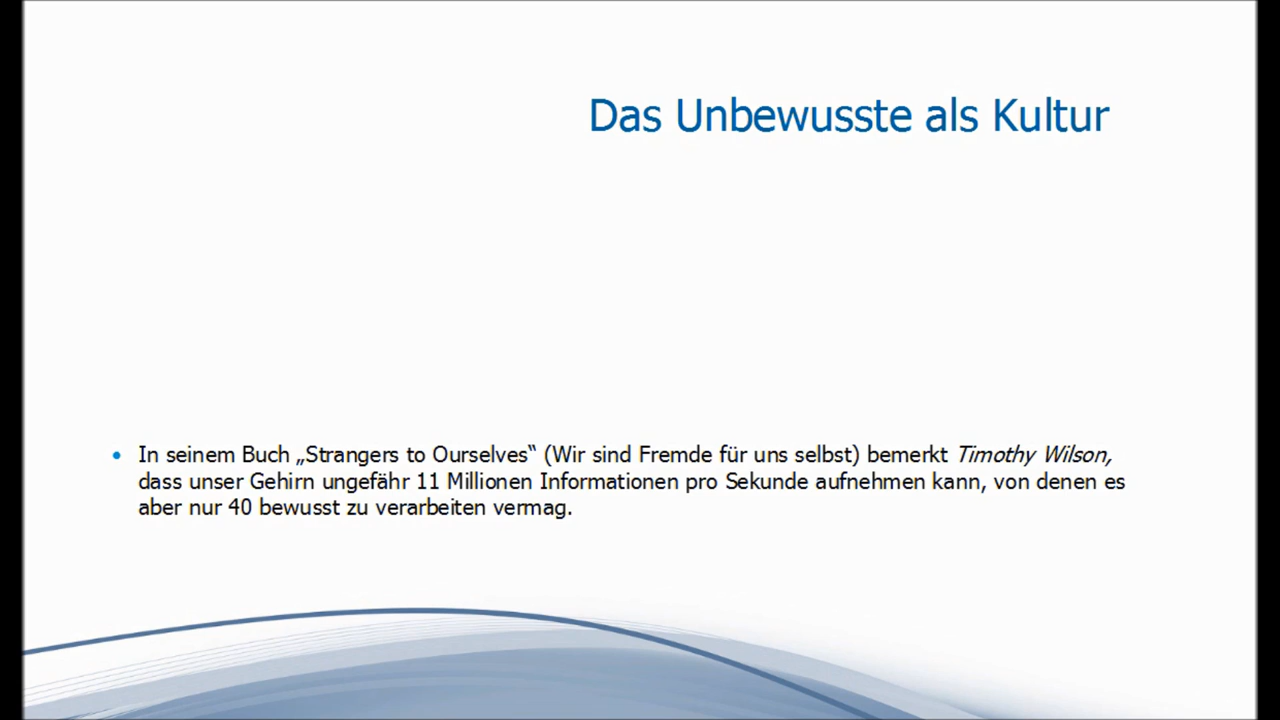 Das Unbewusste als Kultur
• In seinem Buch „Strangers to Ourselves“ (Wir sind Fremde für uns selbst) bemerkt Timothy Wilson,
dass unser Gehirn ungefähr 11 Millionen Informationen pro Sekunde aufnehmen kann, von denen es
aber nur 40 bewusst zu verarbeiten vermag.